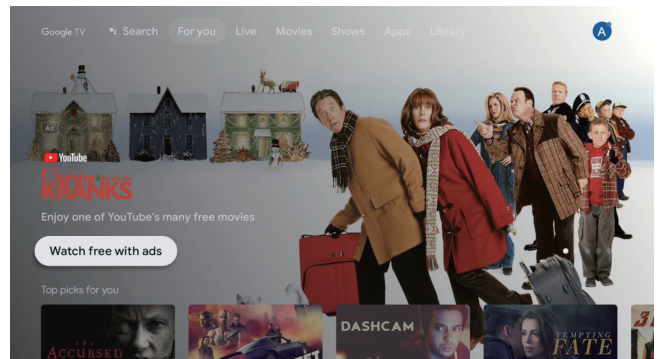 Google TV
Search
For you
Live
Movies
Shows
Apps
Library
A
Ad
YouTube
Christmas with the
KRANKS
Enjoy one of YouTube's many free movies
Watch free with ads
Top picks for you
the
ACCURSED
DASHCAM
TEMPTING
FATE